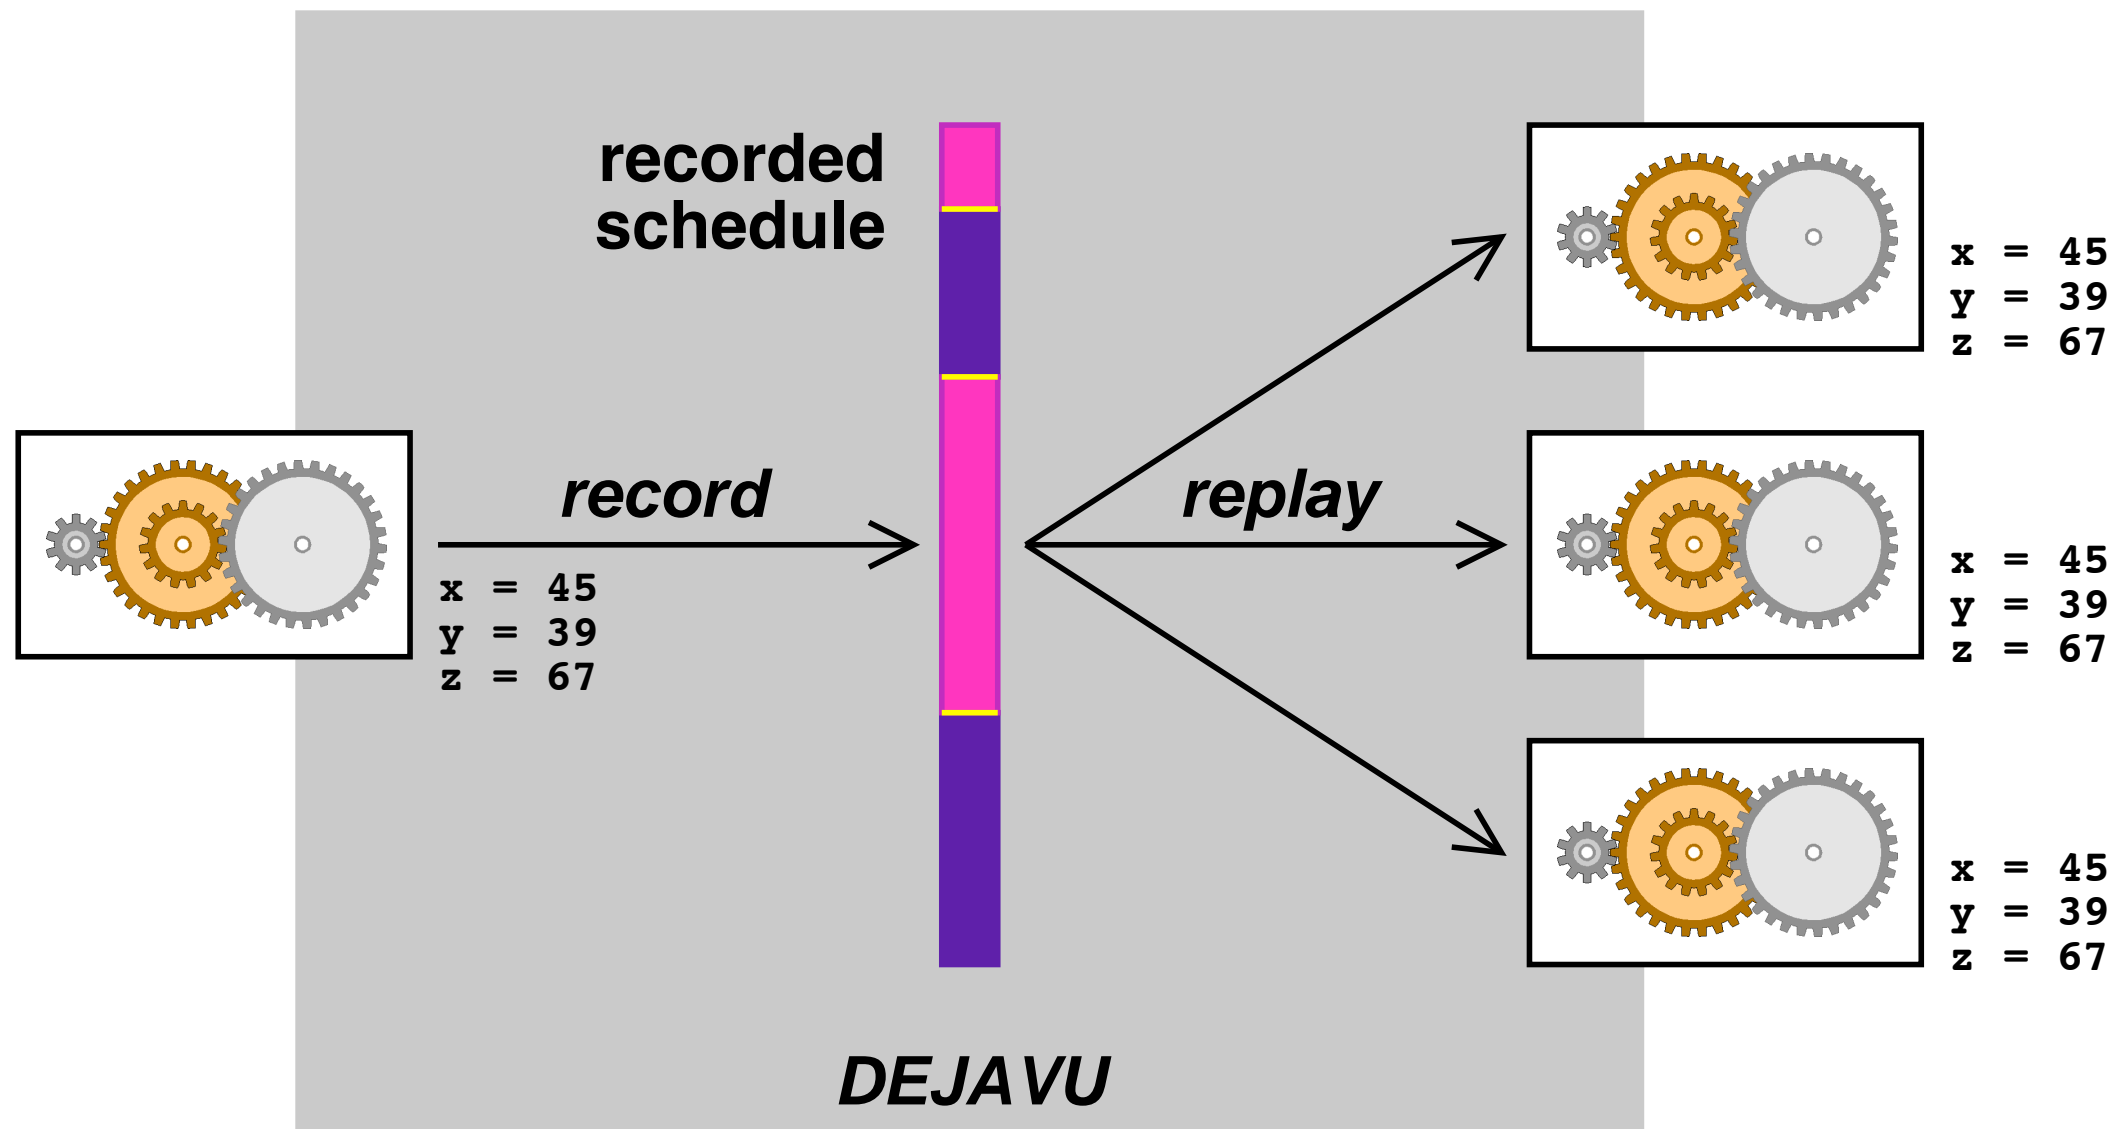 recorded
schedule
record
x = 45
y = 39
z = 67
replay
x = 45
y = 39
z = 67
x = 45
y = 39
z = 67
x = 45
y = 39
z = 67
DEJAVU